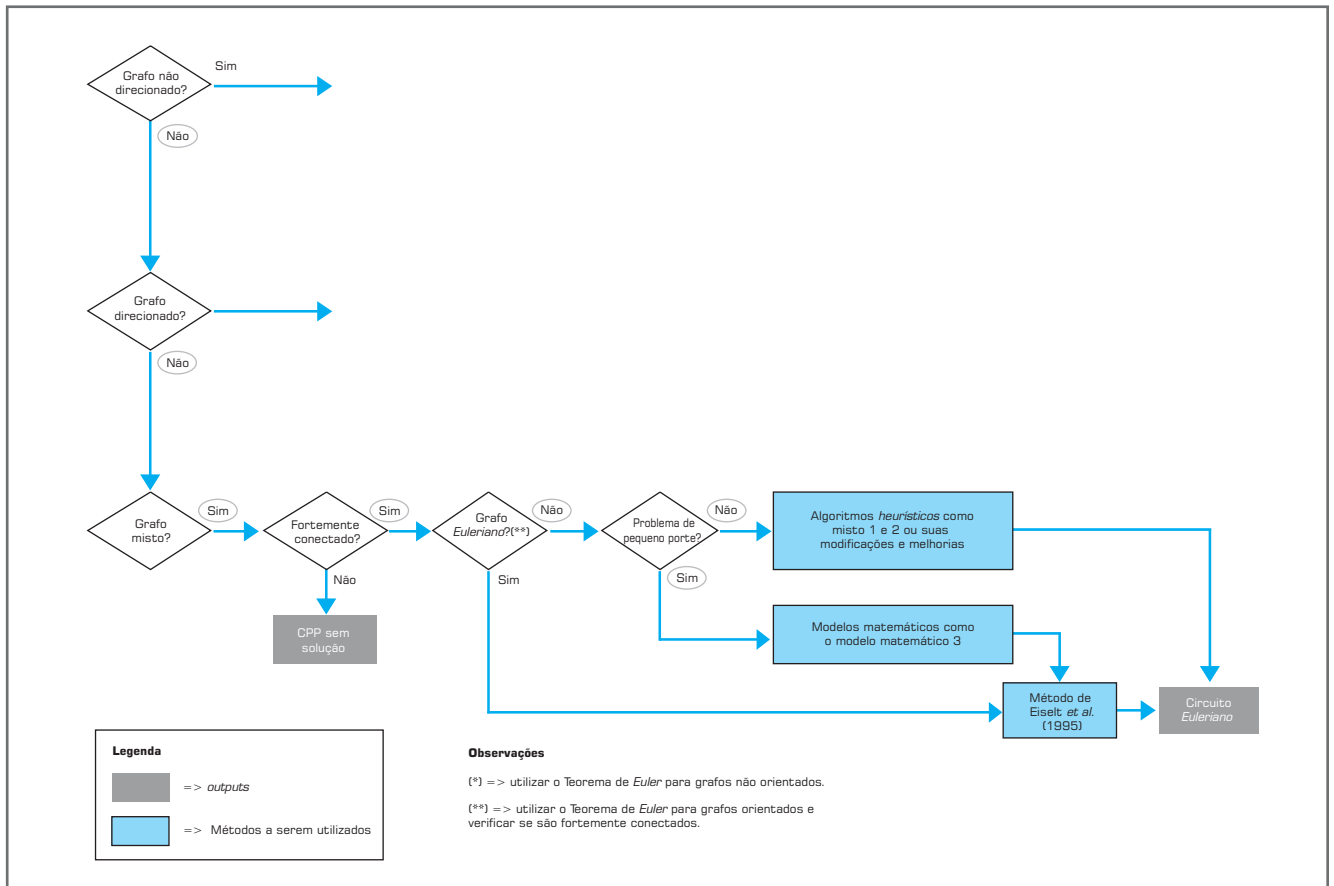 Grafo não
direcionado?
Sim
Não
Grafo
direcionado?
Não
Grafo
misto?
Sim
Fortemente
conectado?
Sim
Não
CPP sem
solução
Grafo
Euleriano?(**)
Não
Sim
Problema de
pequeno porte?
Não
Sim
Algoritmos heurísticos como
misto 1 e 2 ou suas
modificações e melhorias
Modelos matemáticos como
o modelo matemático 3
Método de
Eiselt et al.
(1995)
Circuito
Euleriano
Legenda
=> outputs
=> Métodos a serem utilizados
Observações
(*) => utilizar o Teorema de Euler para grafos não orientados.
(**) => utilizar o Teorema de Euler para grafos orientados e
verificar se são fortemente conectados.